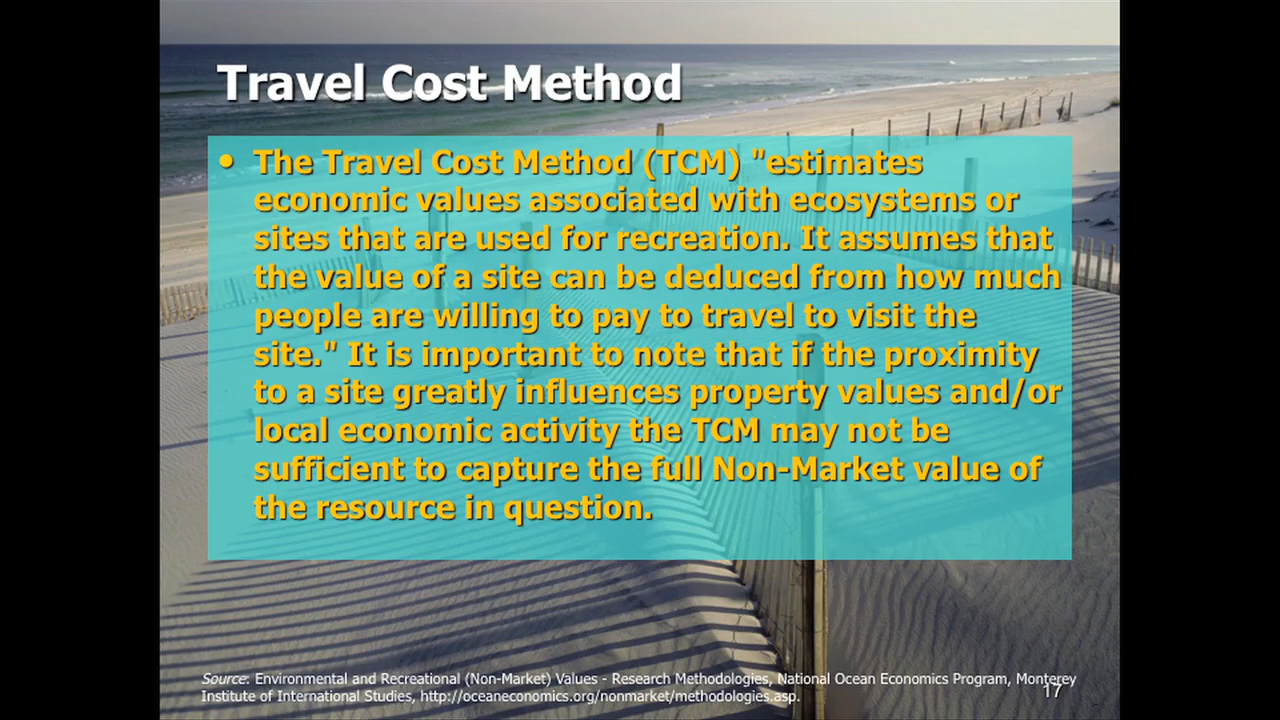 Travel Cost Method
• The Travel Cost Method (TCM) "estimates
economic values associated with ecosystems or
sites that are used for recreation. It assumes that
the value of a site can be deduced from how much
people are willing to pay to travel to visit the
site." It is important to note that if the proximity
to a site greatly influences property values and/or
local economic activity the TCM may not be
sufficient to capture the full Non-Market value of
the resource in question.
Source: Environmental and Recreational (Non-Market) Values - Research Methodologies, National Ocean Economics Program, Monterey
Institute of International Studies, http://oceaneconomics.org/nonmarket/methodologies.asp.
17